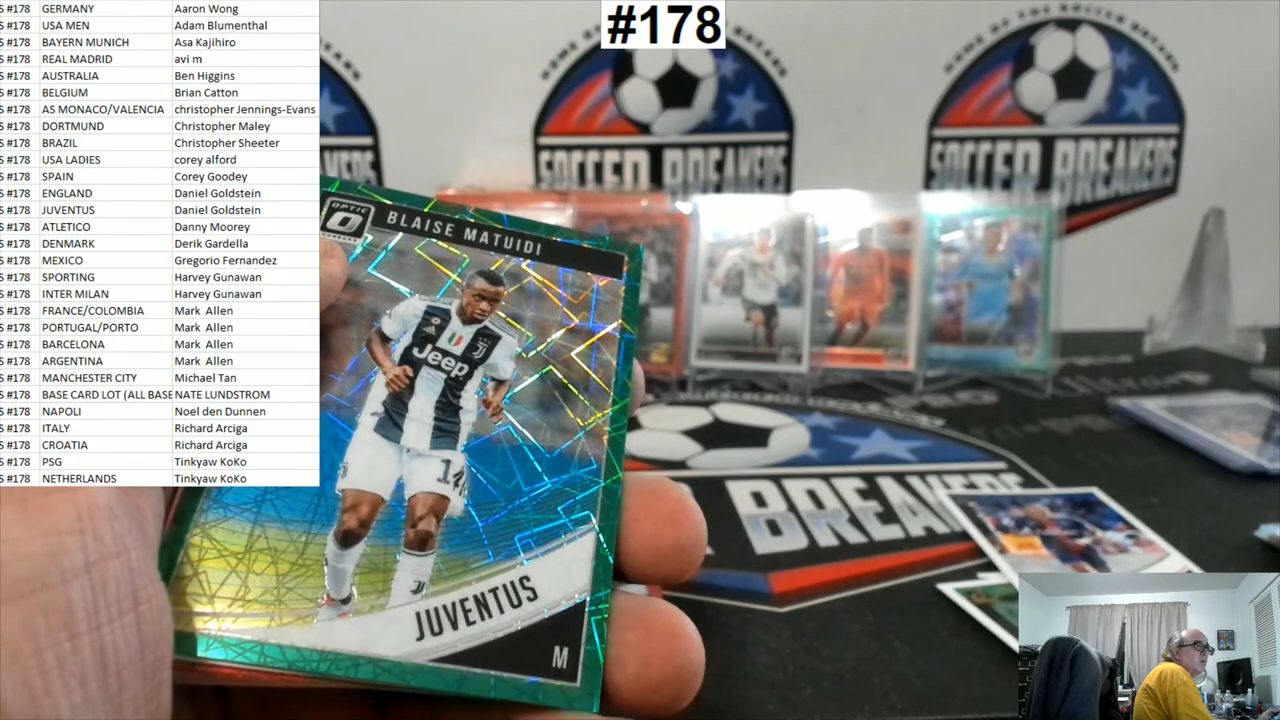 S #178 GERMANY Aaron Wong
S #178 USA MEN Adam Blumenthal
S #178 BAYERN MUNICH Asa Kajihiro
S #178 REAL MADRID avi m
S #178 AUSTRALIA Ben Higgins
S #178 BELGIUM Brian Catton
S #178 AS MONACO/VALENCIA christopher Jennings-Evans
S #178 DORTMUND Christopher Maley
S #178 BRAZIL Christopher Sheeter
S #178 USA LADIES corey alford
S #178 SPAIN Corey Goodey
S #178 ENGLAND Daniel Goldstein
S #178 JUVENTUS Daniel Goldstein
S #178 ATLETICO Danny Moorey
S #178 DENMARK Derik Gardella
S #178 MEXICO Gregorio Fernandez
S #178 SPORTING Harvey Gunawan
S #178 INTER MILAN Harvey Gunawan
S #178 FRANCE/COLOMBIA Mark Allen
S #178 PORTUGAL/PORTO Mark Allen
S #178 BARCELONA Mark Allen
S #178 ARGENTINA Mark Allen
S #178 MANCHESTER CITY Michael Tan
S #178 BASE CARD LOT (ALL BASE NATE LUNDSTROM
S #178 NAPOLI Noel den Dunnen
S #178 ITALY Richard Arciga
S #178 CROATIA Richard Arciga
S #178 PSG Tinkyaw KoKo
S #178 NETHERLANDS Tinkyaw KoKo
#178
SOCCER BREAKERS
SOCCER BREAKERS
OPTIC
BLAISE MATUIDI
Jeep
14
JUVENTUS
M
BREAK